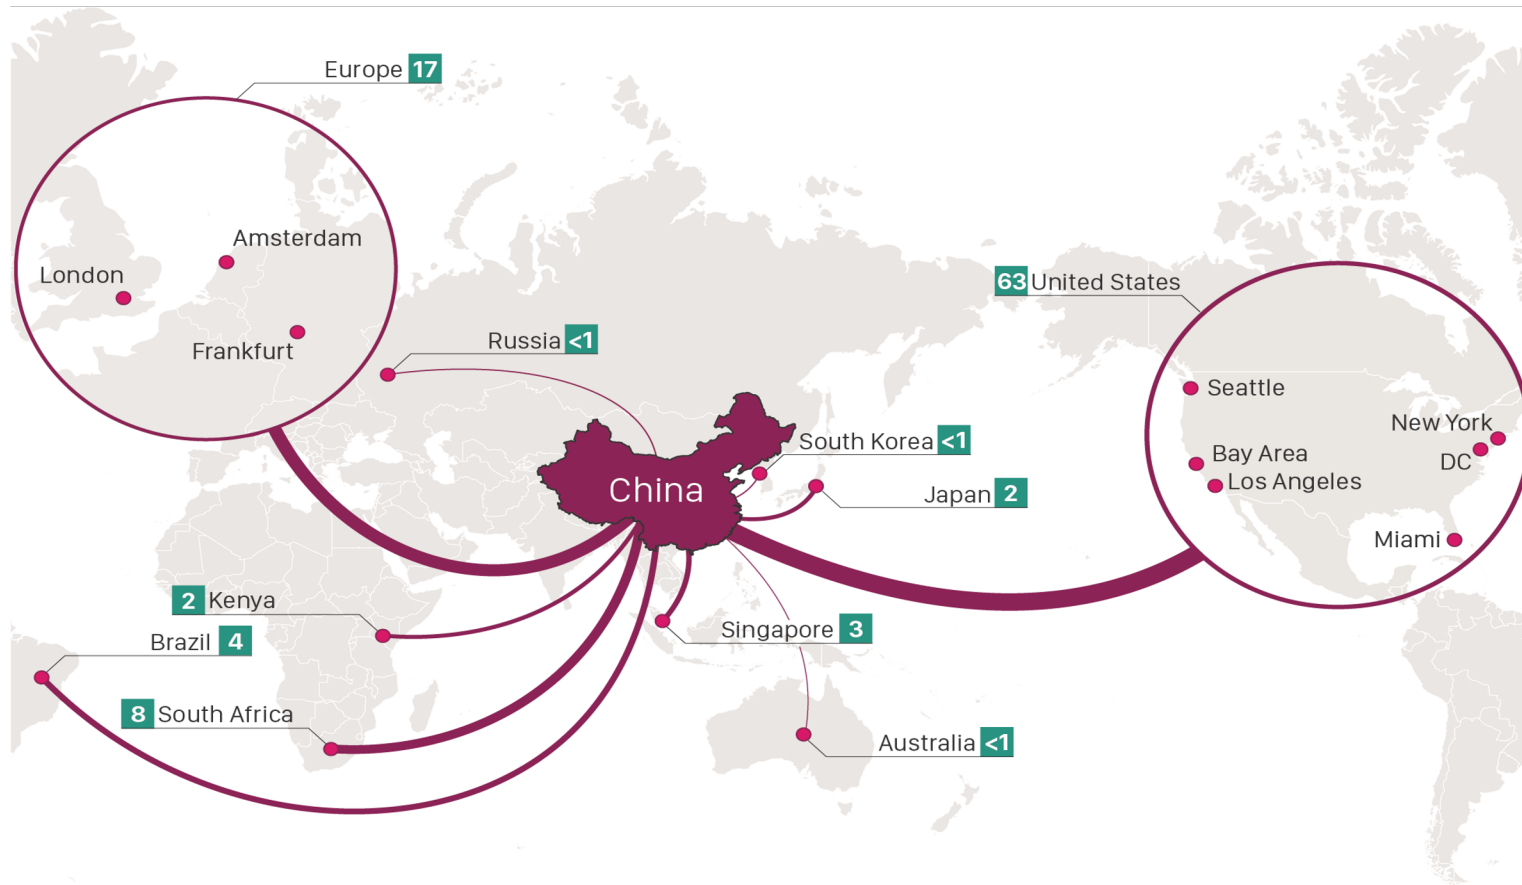 Europe 17
Amsterdam
London
Frankfurt
Russia <1
63 United States
Seattle
New York
Bay Area
DC
Los Angeles
Miami
South Korea <1
China
Japan 2
2 Kenya
Brazil 4
Singapore 3
8 South Africa
Australia <1